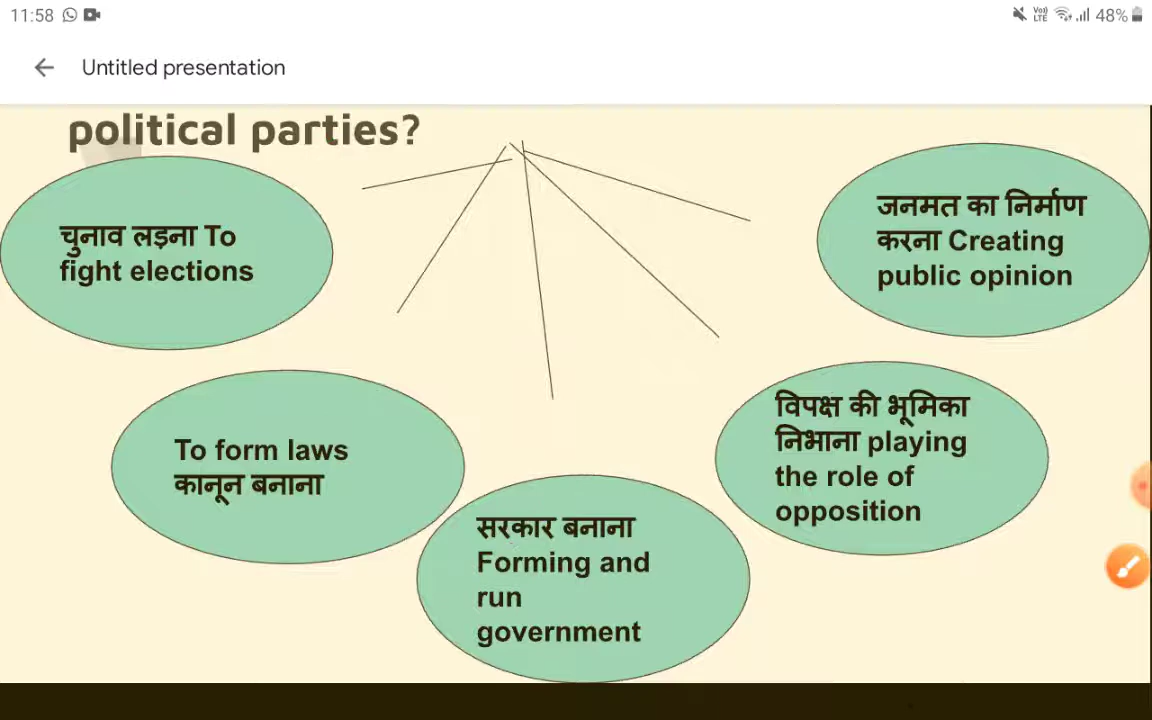 11:58
48%
Untitled presentation
political parties?
चुनाव लड़ना To
fight elections
जनमत का निर्माण
करना Creating
public opinion
To form laws
कानून बनाना
विपक्ष की भूमिका
निभाना playing
the role of
opposition
सरकार बनाना
Forming and
run
government